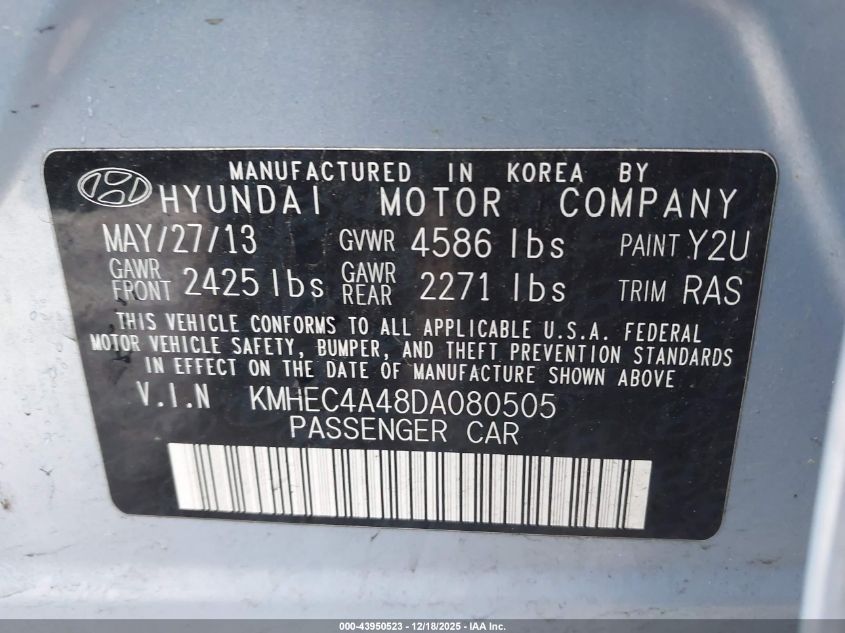 MANUFACTURED IN KOREA BY
HYUNDAI MOTOR COMPANY
MAY/27/13 GVWR 4586 lbs PAINT Y2U
GAWR FRONT 2425 lbs GAWR REAR 2271 lbs TRIM RAS
THIS VEHICLE CONFORMS TO ALL APPLICABLE U.S.A. FEDERAL
MOTOR VEHICLE SAFETY, BUMPER, AND THEFT PREVENTION STANDARDS
IN EFFECT ON THE DATE OF MANUFACTURE SHOWN ABOVE
V.I.N KMHEC4A48DA080505
PASSENGER CAR
000-43950523 - 12/18/2025 - IAA Inc.